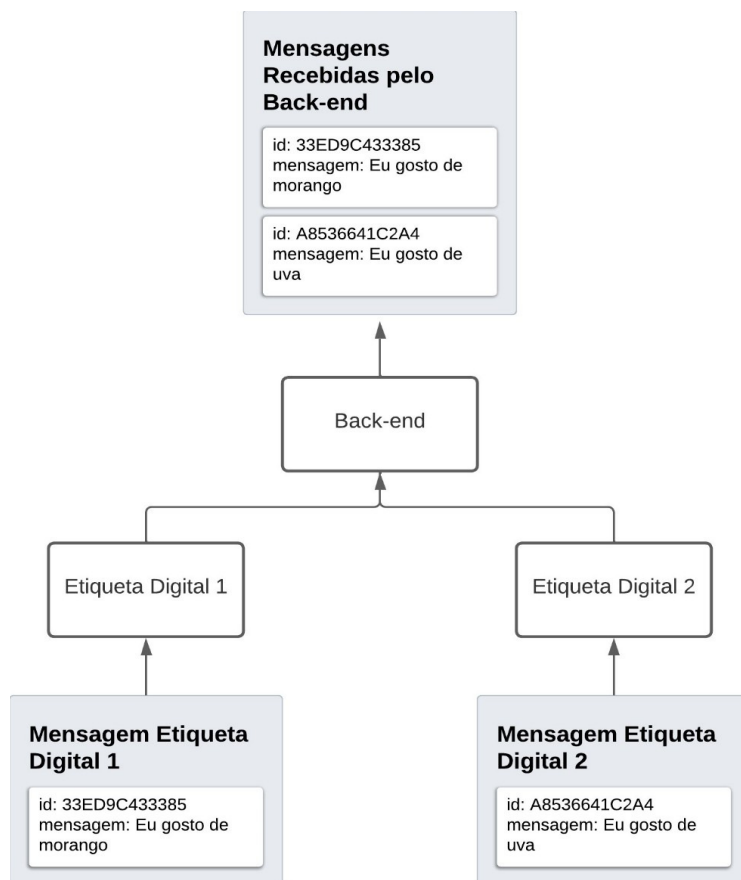 Mensagens
Recebidas pelo
Back-end
id: 33ED9C433385
mensagem: Eu gosto de
morango
id: A8536641C2A4
mensagem: Eu gosto de
uva
Back-end
Etiqueta Digital 1
Etiqueta Digital 2
Mensagem Etiqueta
Digital 1
id: 33ED9C433385
mensagem: Eu gosto de
morango
Mensagem Etiqueta
Digital 2
id: A8536641C2A4
mensagem: Eu gosto de
uva